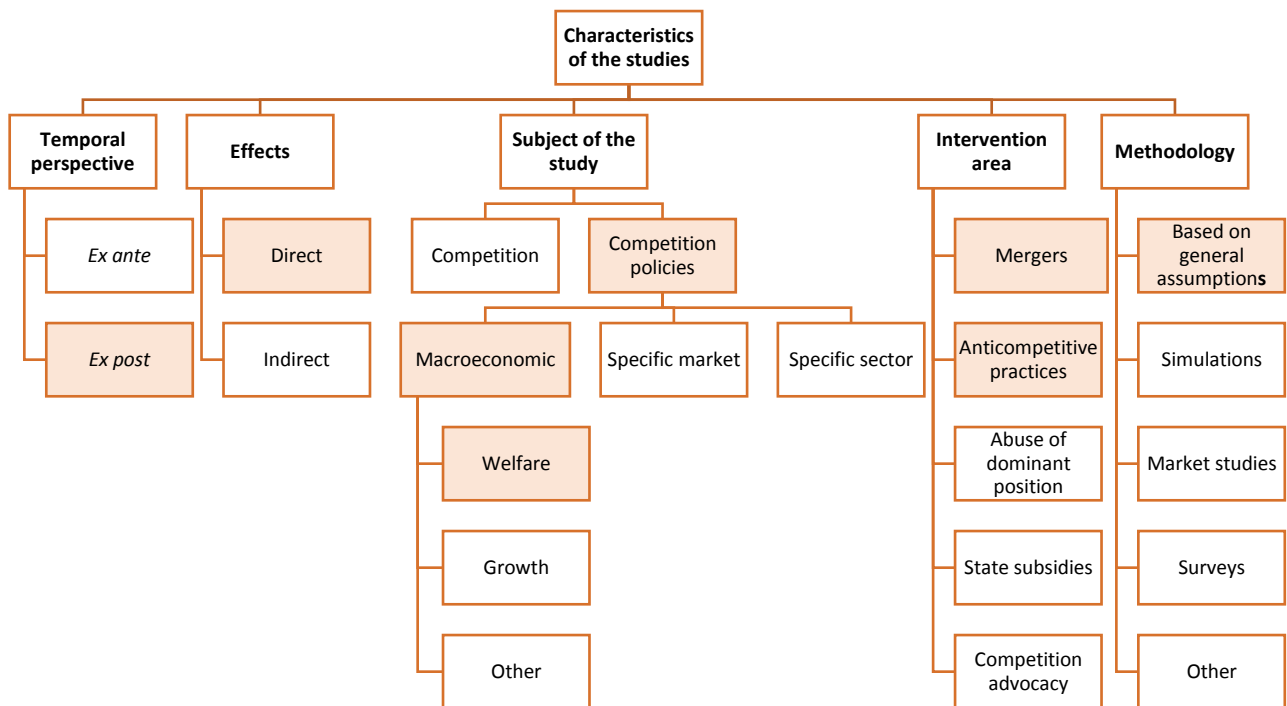 Characteristics
of the studies
Temporal
perspective
Effects
Subject of the
study
Intervention
area
Methodology
Ex ante
Direct
Competition
Competition
policies
Mergers
Based on
general
assumptions
Ex post
Indirect
Macroeconomic
Specific market
Specific sector
Anticompetitive
practices
Simulations
Welfare
Abuse of
dominant
position
Market studies
Growth
State subsidies
Surveys
Other
Competition
advocacy
Other